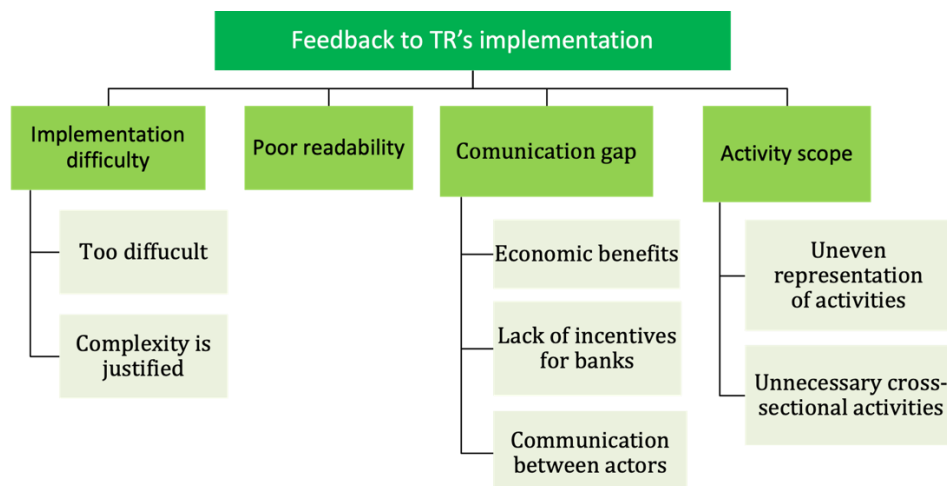 Feedback to TR's implementation
Implementation
difficulty
Poor readability
Comunication gap
Activity scope
Too diffucult
Complexity is
justified
Economic benefits
Lack of incentives
for banks
Communication
between actors
Uneven
representation
of activities
Unnecessary cross-
sectional activities